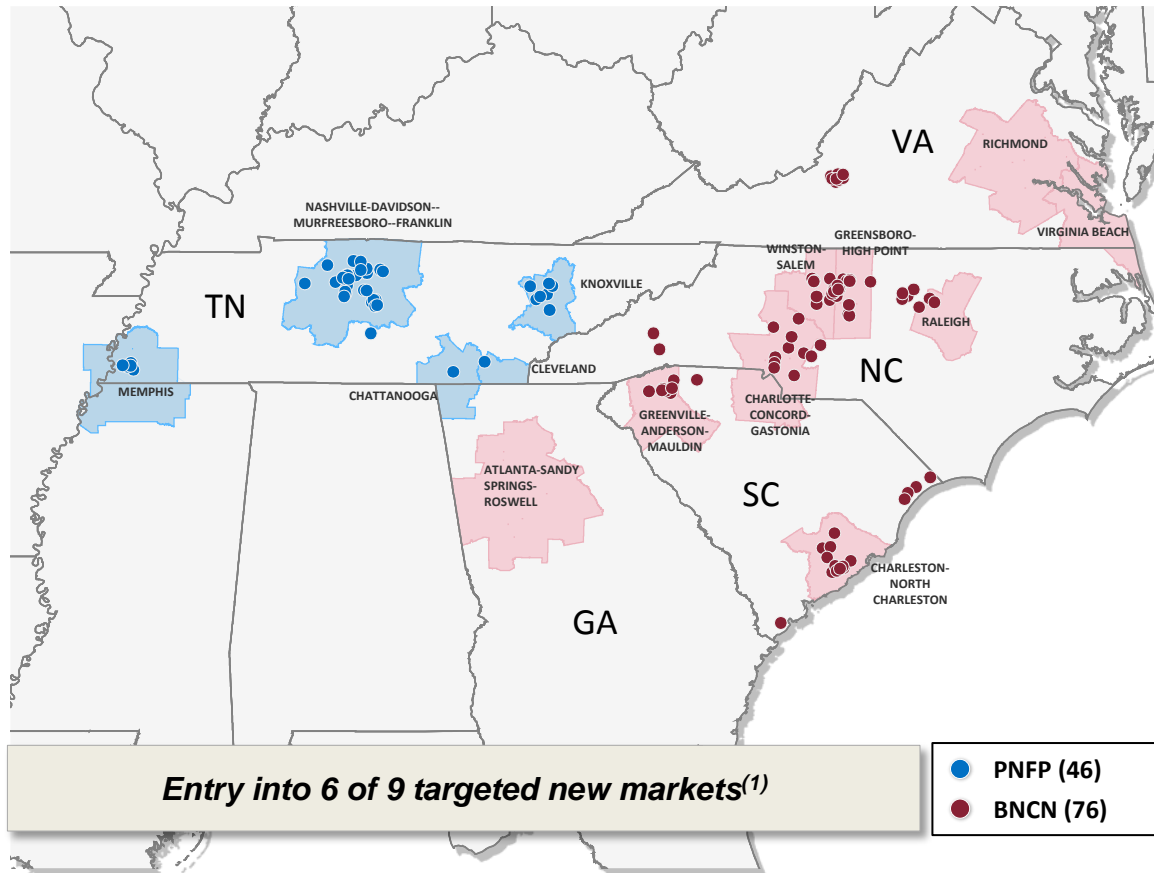 VA
RICHMOND
NASHVILLE-DAVIDSON--
MURFREESBORO--FRANKLIN
GREENSBORO-
HIGH POINT
VIRGINIA BEACH
WINSTON-
SALEM
KNOXVILLE
TN
RALEIGH
CLEVELAND
NC
MEMPHIS
CHATTANOOGA
CHARLOTTE-
CONCORD-
GASTONIA
GREENVILLE-
ANDERSON-
MAULDIN
ATLANTA-SANDY
SPRINGS-
ROSWELL
SC
CHARLESTON-
NORTH
CHARLESTON
GA
Entry into 6 of 9 targeted new markets(1)
PNFP (46)
BNCN (76)